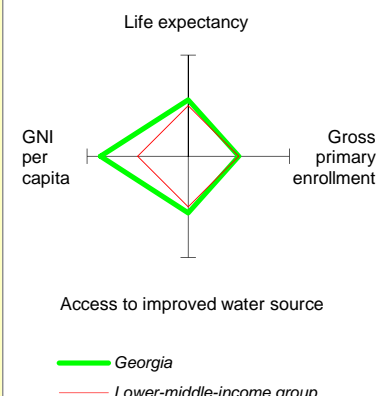 Life expectancy
GNI
per
capita
Gross
primary
enrollment
Access to improved water source
Georgia
Lower-middle-income group